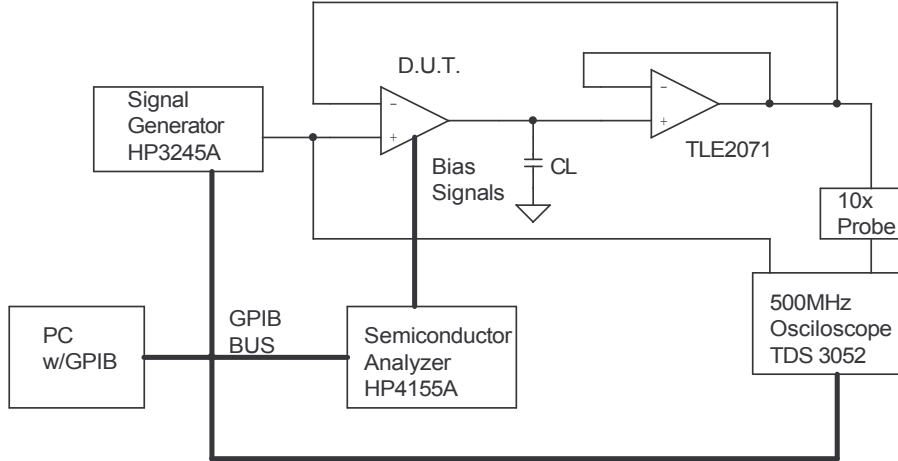 D.U.T.
Signal
Generator
HP3245A
−
+
−
+
TLE2071
Bias
Signals
CL
10x
Probe
GPIB
BUS
PC
w/GPIB
Semiconductor
Analyzer
HP4155A
500MHz
Osciloscope
TDS 3052